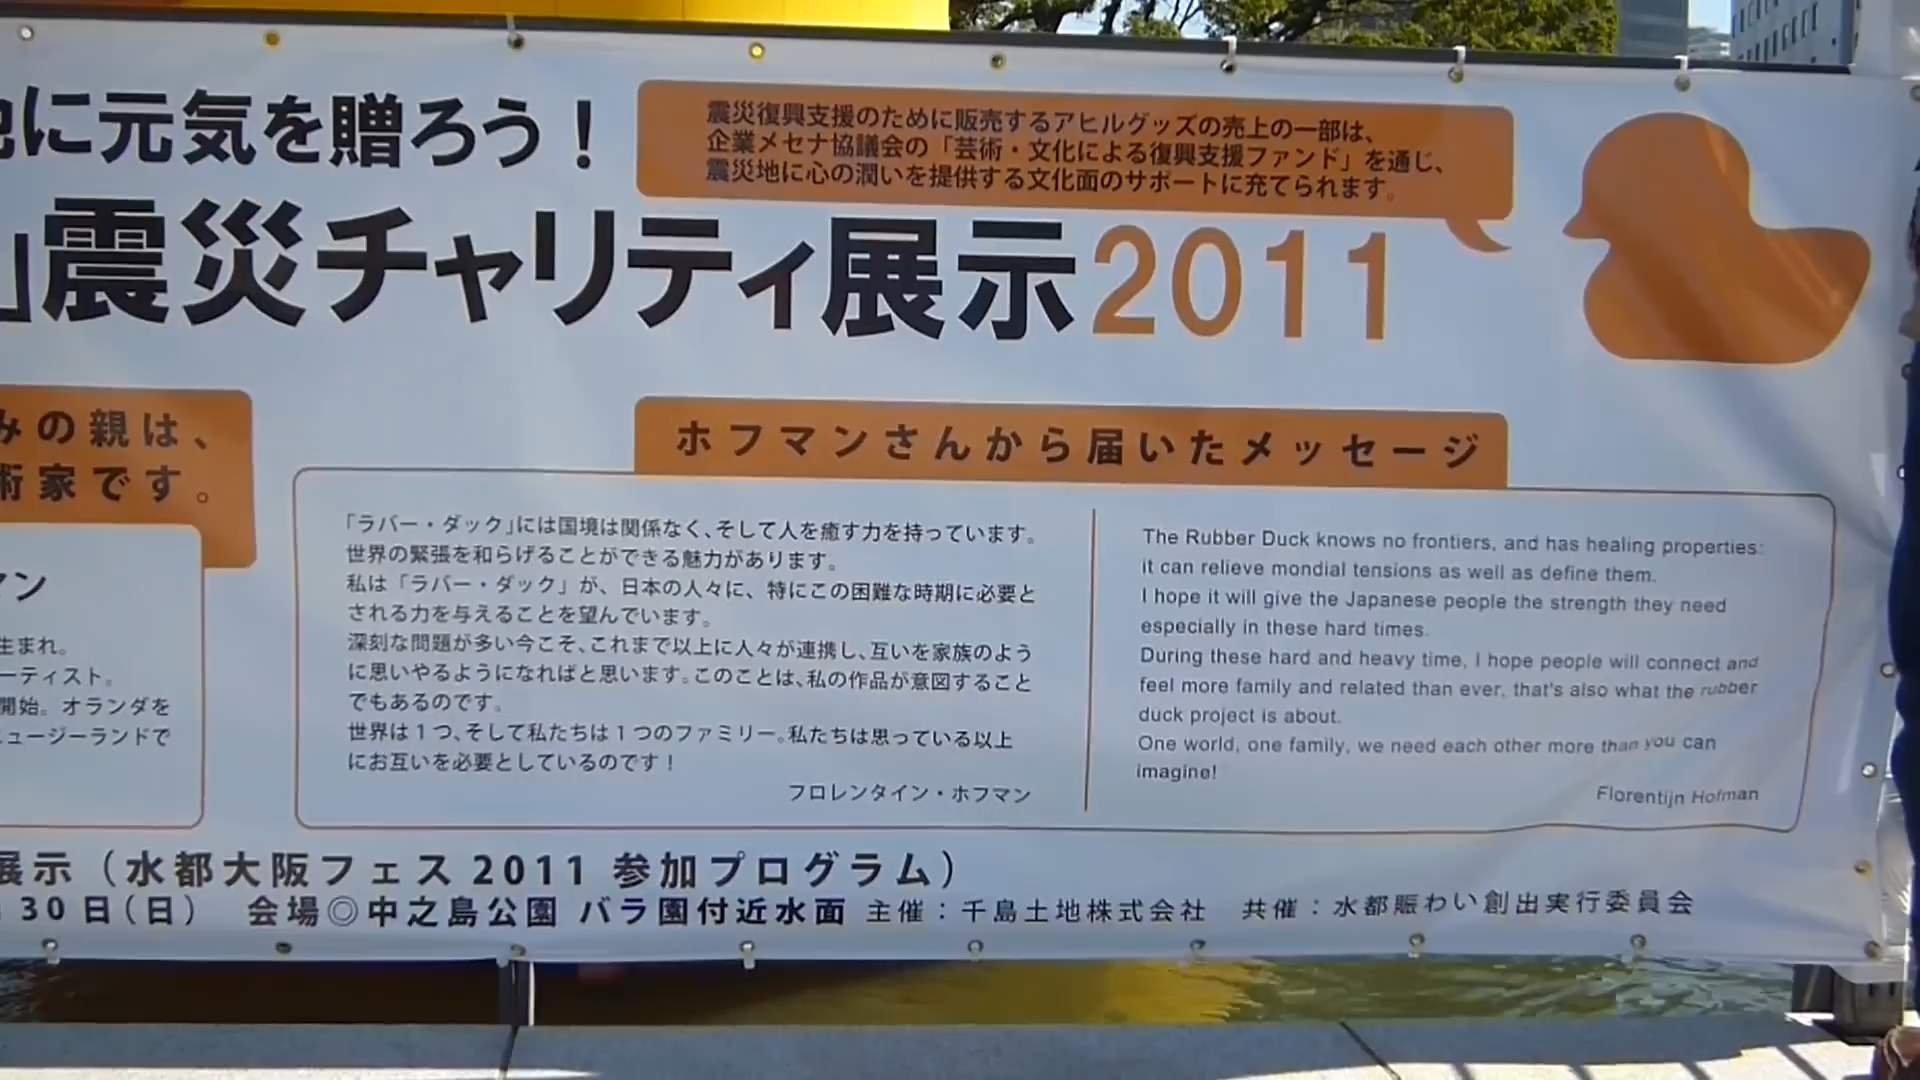 に元気を贈ろう！
震災復興支援のために販売するアヒルグッズの売上の一部は、
企業メセナ協議会の「芸術・文化による復興支援ファンド」を通じ、
震災地に心の潤いを提供する文化面のサポートに充てられます。
」震災チャリティ展示2011
みの親は、
術家です。
マン
生まれ。
ーティスト。
開始。オランダを
ニュージーランドで
ホフマンさんから届いたメッセージ
「ラバー・ダック」には国境は関係なく、そして人を癒す力を持っています。
世界の緊張を和らげることができる魅力があります。
私は「ラバー・ダック」が、日本の人々に、特にこの困難な時期に必要と
される力を与えることを望んでいます。
深刻な問題が多い今こそ、これまで以上に人々が連携し、互いを家族のよう
に思いやるようになればと思います。このことは、私の作品が意図すること
でもあるのです。
世界は１つ、そして私たちは１つのファミリー。私たちは思っている以上
にお互いを必要としているのです！
フロレンタイン・ホフマン
The Rubber Duck knows no frontiers, and has healing properties:
it can relieve mondial tensions as well as define them.
I hope it will give the Japanese people the strength they need
especially in these hard times.
During these hard and heavy time, I hope people will connect and
feel more family and related than ever, that's also what the rubber
duck project is about.
One world, one family, we need each other more than you can
imagine!
Florentijn Hofman
展示（水都大阪フェス2011 参加プログラム）
30日（日） 会場◎中之島公園 バラ園付近水面 主催：千島土地株式会社 共催：水都賑わい創出実行委員会